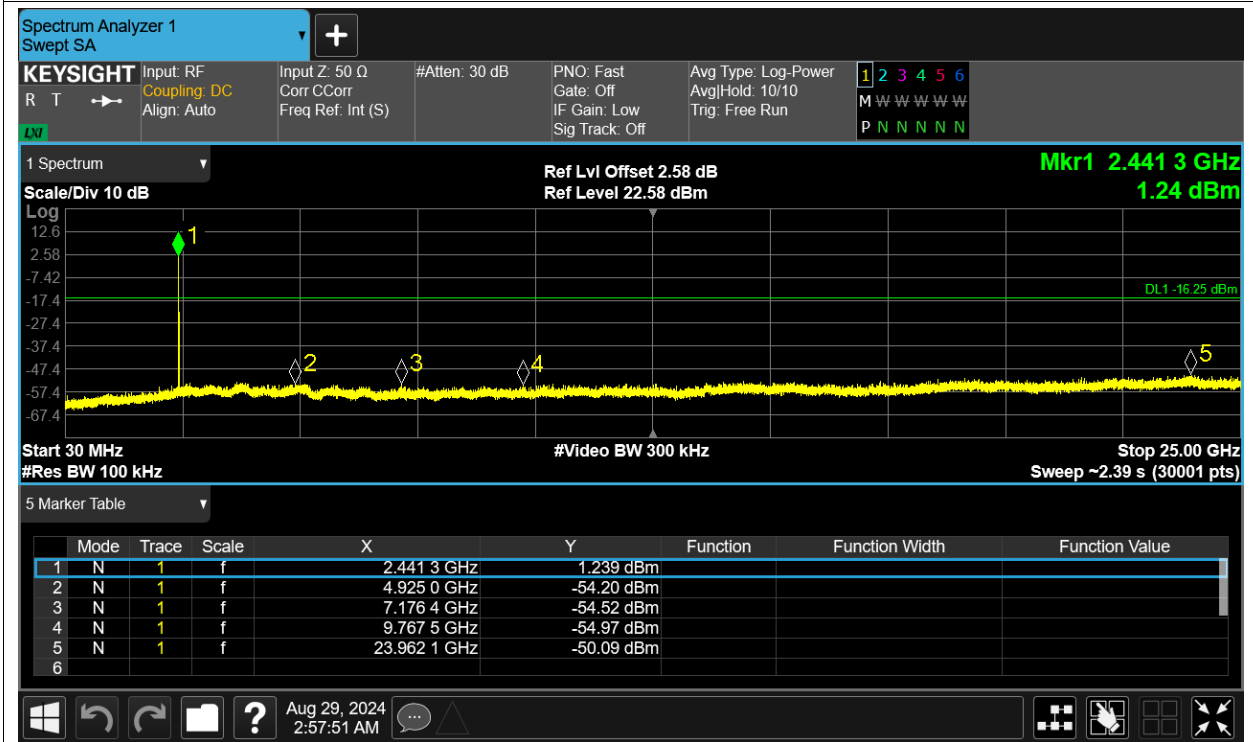 Spectrum Analyzer 1
Swept SA
KEYSIGHT
R T
LXI
Input: RF
Coupling: DC
Align: Auto
Input Z: 50 Ω
Corr CCorr
Freq Ref: Int (S)
#Atten: 30 dB
PNO: Fast
Gate: Off
IF Gain: Low
Sig Track: Off
Avg Type: Log-Power
Avg|Hold: 10/10
Trig: Free Run
1 2 3 4 5 6
M W W W W W
P N N N N N
1 Spectrum
Scale/Div 10 dB
Ref Lvl Offset 2.58 dB
Ref Level 22.58 dBm
Mkr1 2.441 3 GHz
1.24 dBm
Log
12.6
2.58
-7.42
-17.4
-27.4
-37.4
-47.4
-57.4
-67.4
1
2
3
4
5
DL1 -16.25 dBm
Start 30 MHz
#Res BW 100 kHz
#Video BW 300 kHz
Stop 25.00 GHz
Sweep ~2.39 s (30001 pts)
5 Marker Table
Mode Trace Scale X Y Function Function Width Function Value
1 N 1 f 2.441 3 GHz 1.239 dBm
2 N 1 f 4.925 0 GHz -54.20 dBm
3 N 1 f 7.176 4 GHz -54.52 dBm
4 N 1 f 9.767 5 GHz -54.97 dBm
5 N 1 f 23.962 1 GHz -50.09 dBm
6
?
Aug 29, 2024
2:57:51 AM